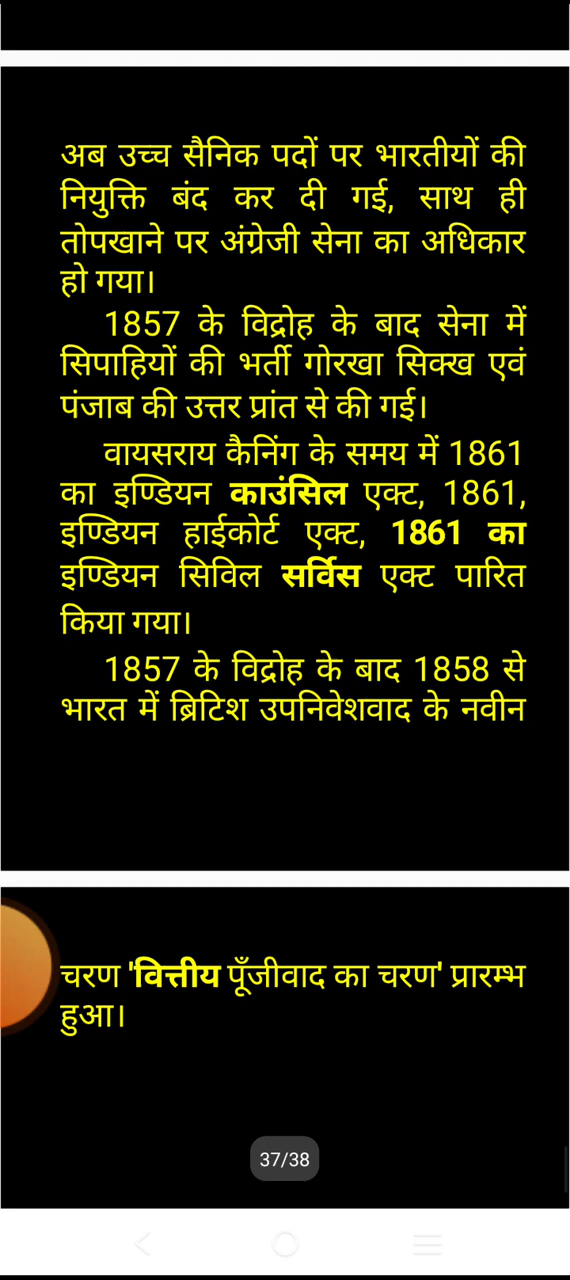 अब उच्च सैनिक पदों पर भारतीयों की
नियुक्ति बंद कर दी गई, साथ ही
तोपखाने पर अंग्रेजी सेना का अधिकार
हो गया।
1857 के विद्रोह के बाद सेना में
सिपाहियों की भर्ती गोरखा सिक्ख एवं
पंजाब की उत्तर प्रांत से की गई।
वायसराय कैनिंग के समय में 1861
का इण्डियन काउंसिल एक्ट, 1861,
इण्डियन हाईकोर्ट एक्ट, 1861 का
इण्डियन सिविल सर्विस एक्ट पारित
किया गया।
1857 के विद्रोह के बाद 1858 से
भारत में ब्रिटिश उपनिवेशवाद के नवीन
चरण 'वित्तीय पूँजीवाद का चरण' प्रारम्भ
हुआ।
37/38